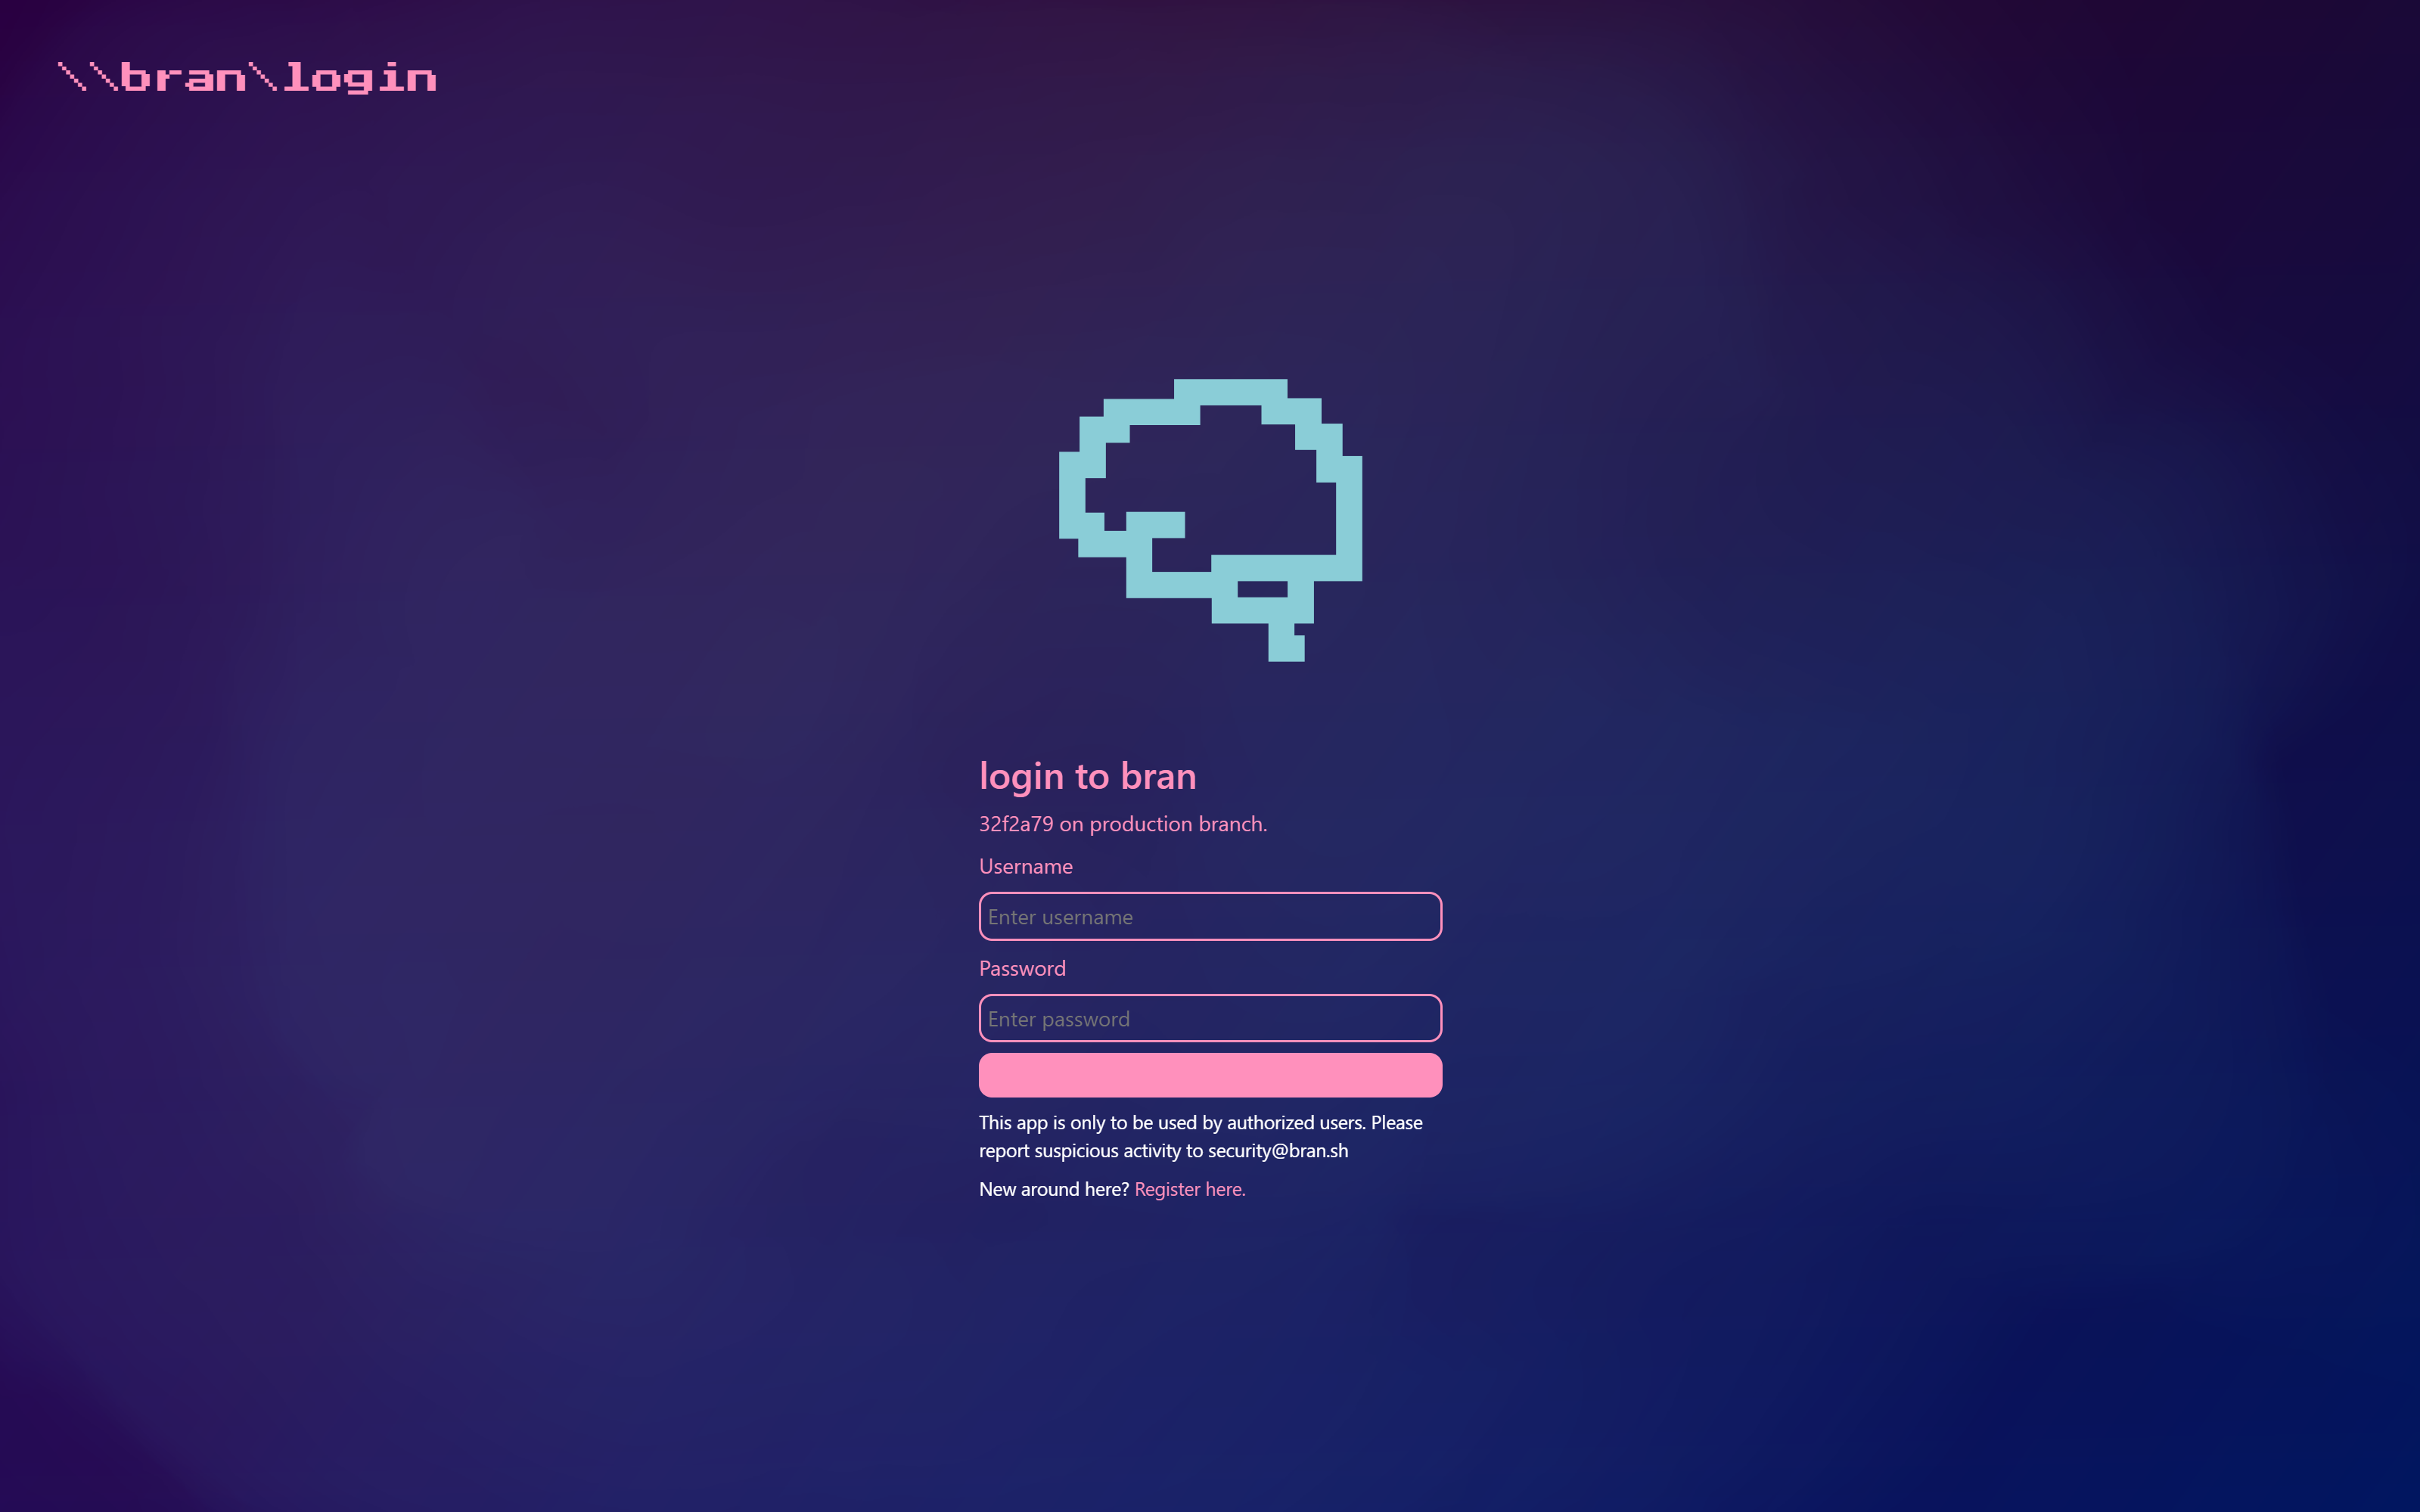 \\bran\login
login to bran
32f2a79 on production branch.
Username
Enter username
Password
Enter password
This app is only to be used by authorized users. Please
report suspicious activity to security@bran.sh
New around here? Register here.